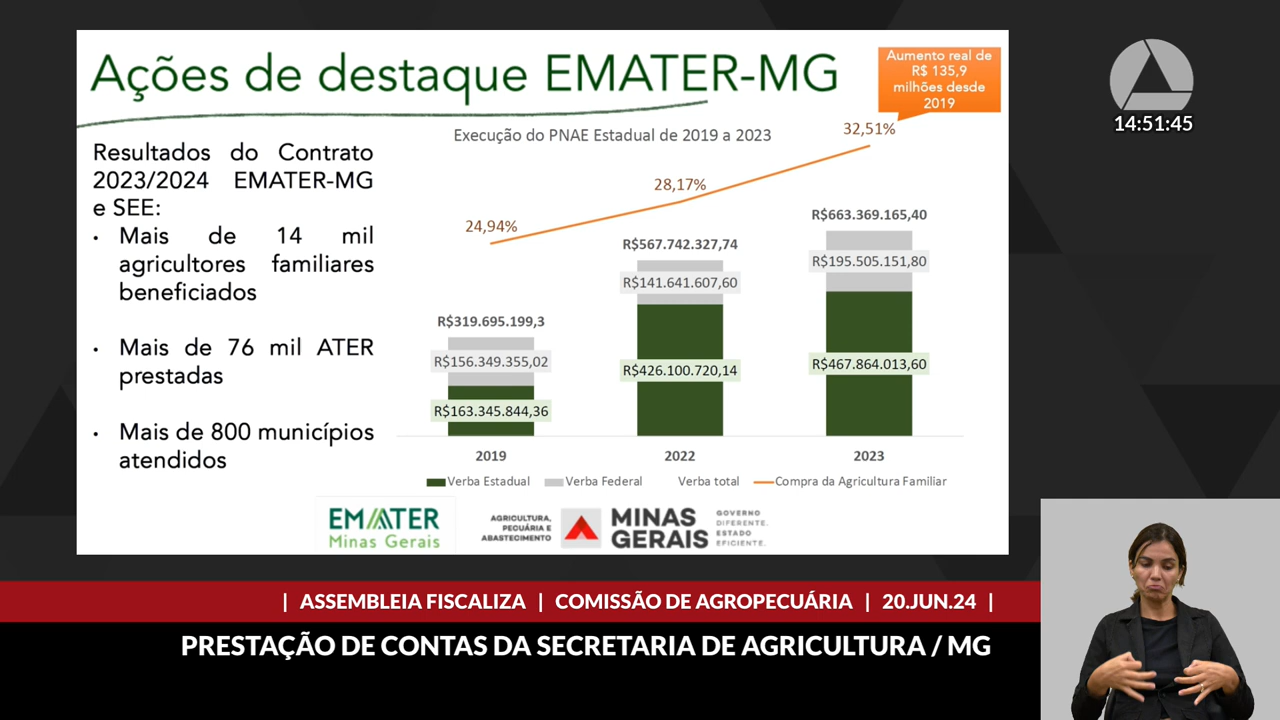 Ações de destaque EMATER-MG
Aumento real de
R$ 135,9
milhões desde
2019
14:51:45
Resultados do Contrato
2023/2024 EMATER-MG
e SEE:
• Mais de 14 mil
agricultores familiares
beneficiados
• Mais de 76 mil ATER
prestadas
• Mais de 800 municípios
atendidos
Execução do PNAE Estadual de 2019 a 2023
32,51%
28,17%
24,94%
R$663.369.165,40
R$567.742.327,74
R$195.505.151,80
R$141.641.607,60
R$319.695.199,3
R$156.349.355,02
R$467.864.013,60
R$426.100.720,14
R$163.345.844,36
2019 2022 2023
Verba Estadual Verba Federal Verba total Compra da Agricultura Familiar
EMATER
Minas Gerais
AGRICULTURA,
PECUÁRIA E
ABASTECIMENTO
MINAS
GERAIS
GOVERNO
DIFERENTE.
ESTADO
EFICIENTE.
| ASSEMBLEIA FISCALIZA | COMISSÃO DE AGROPECUÁRIA | 20.JUN.24 |
PRESTAÇÃO DE CONTAS DA SECRETARIA DE AGRICULTURA / MG